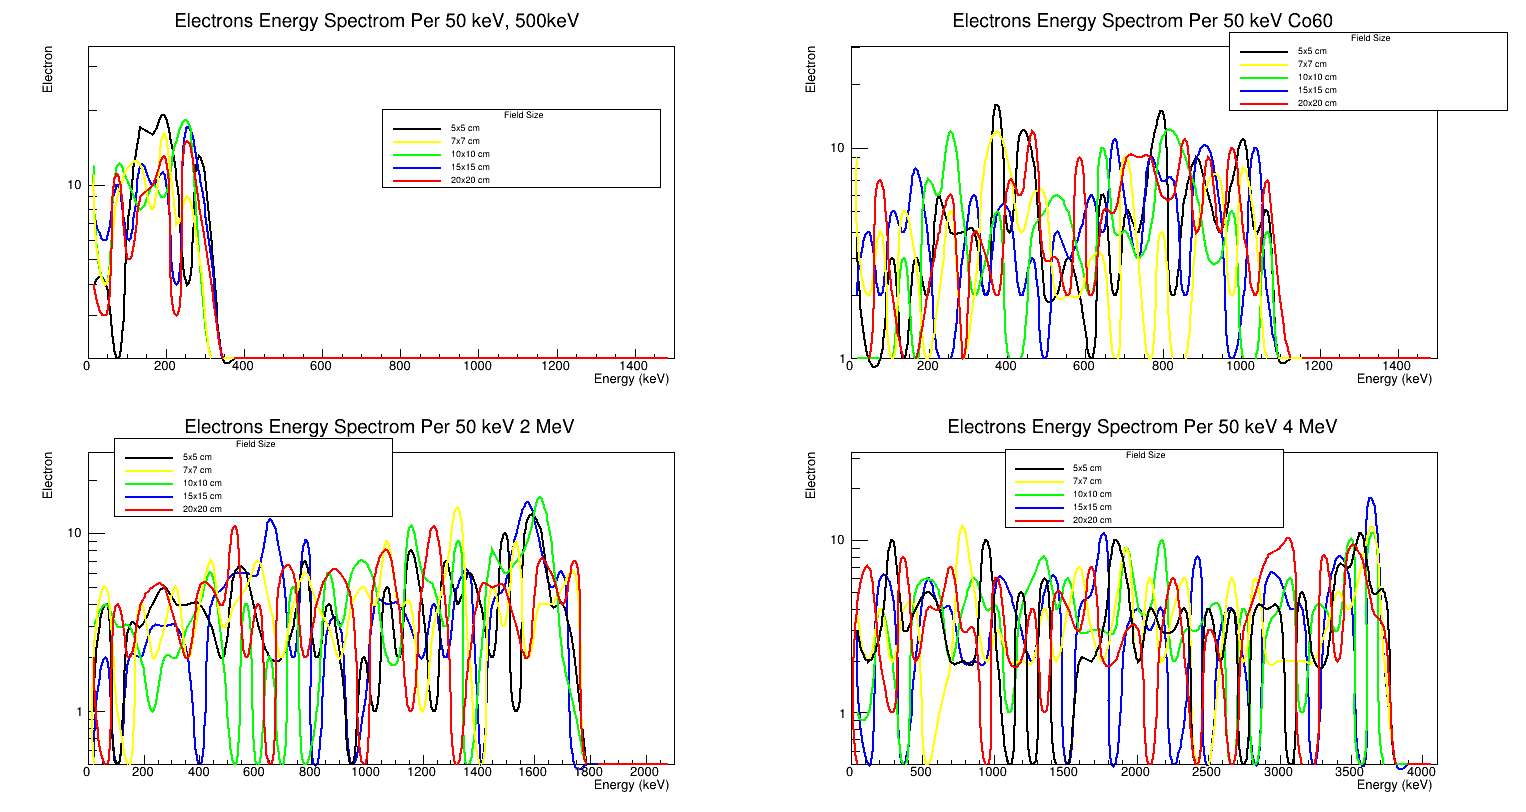 Electrons Energy Spectrom Per 50 keV, 500keV
Electron
Field Size
5x5 cm
7x7 cm
10x10 cm
15x15 cm
20x20 cm
10
0 200 400 600 800 1000 1200 1400
Energy (keV)
Electrons Energy Spectrom Per 50 keV Co60
Electron
Field Size
5x5 cm
7x7 cm
10x10 cm
15x15 cm
20x20 cm
10
1
0 200 400 600 800 1000 1200 1400
Energy (keV)
Electrons Energy Spectrom Per 50 keV 2 MeV
Electron
Field Size
5x5 cm
7x7 cm
10x10 cm
15x15 cm
20x20 cm
10
1
0 200 400 600 800 1000 1200 1400 1600 1800 2000
Energy (keV)
Electrons Energy Spectrom Per 50 keV 4 MeV
Electron
Field Size
5x5 cm
7x7 cm
10x10 cm
15x15 cm
20x20 cm
10
1
0 500 1000 1500 2000 2500 3000 3500 4000
Energy (keV)